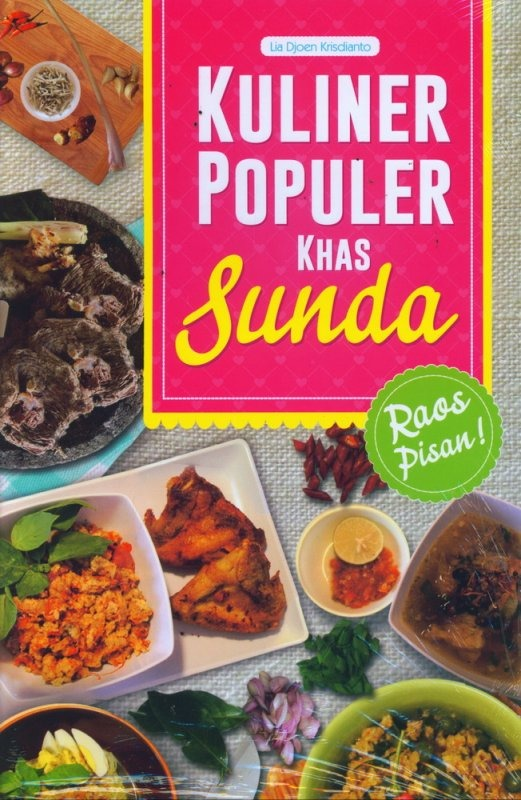 Lia Djoen Krisdianto
KULINER
POPULER
KHAS
Sunda
Raos
Pisan!